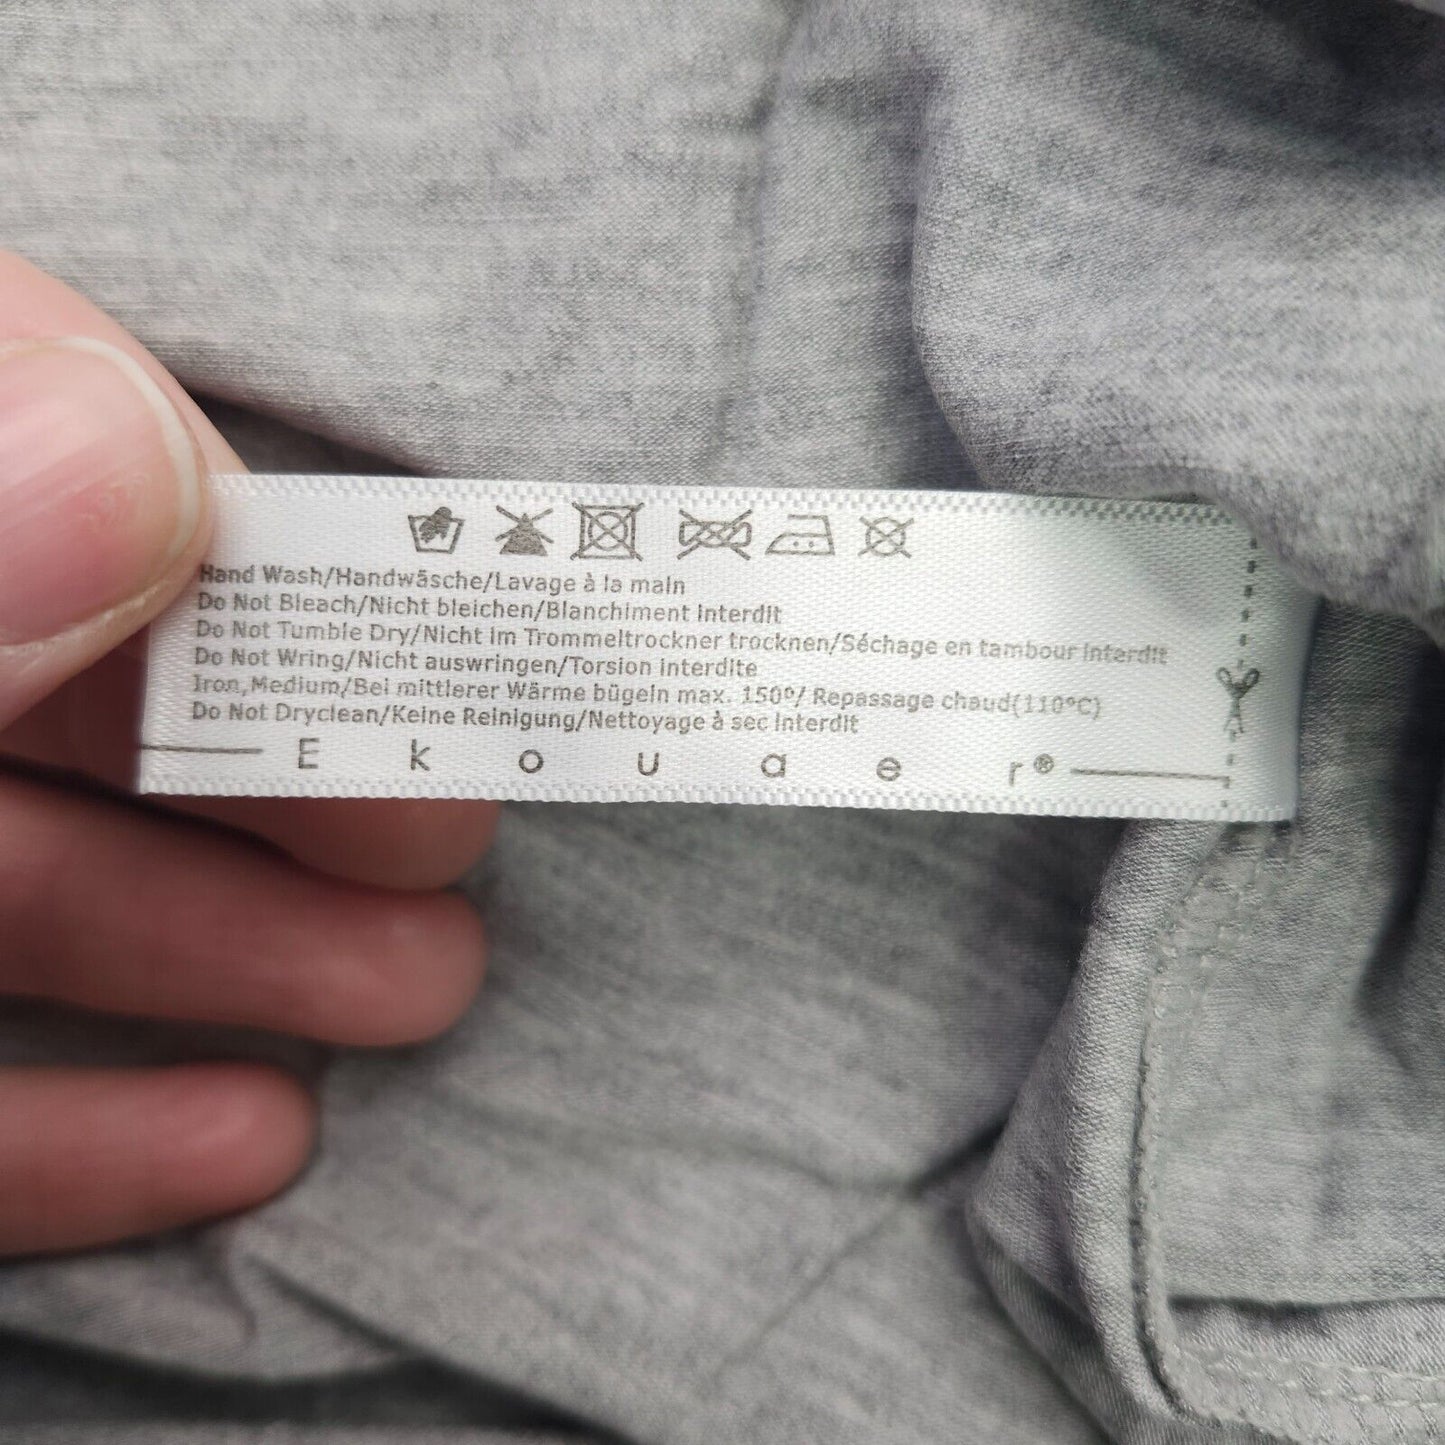 Hand Wash/Handwäsche/Lavage à la main
Do Not Bleach/Nicht bleichen/Blanchiment interdit
Do Not Tumble Dry/Nicht im Trommeltrockner trocknen/Séchage en tambour interdit
Do Not Wring/Nicht auswringen/Torsion interdite
Iron,Medium/Bei mittlerer Wärme bügeln max. 150º/ Repassage chaud(110ºC)
Do Not Dryclean/Keine Reinigung/Nettoyage à sec interdit
E k o u a e r®